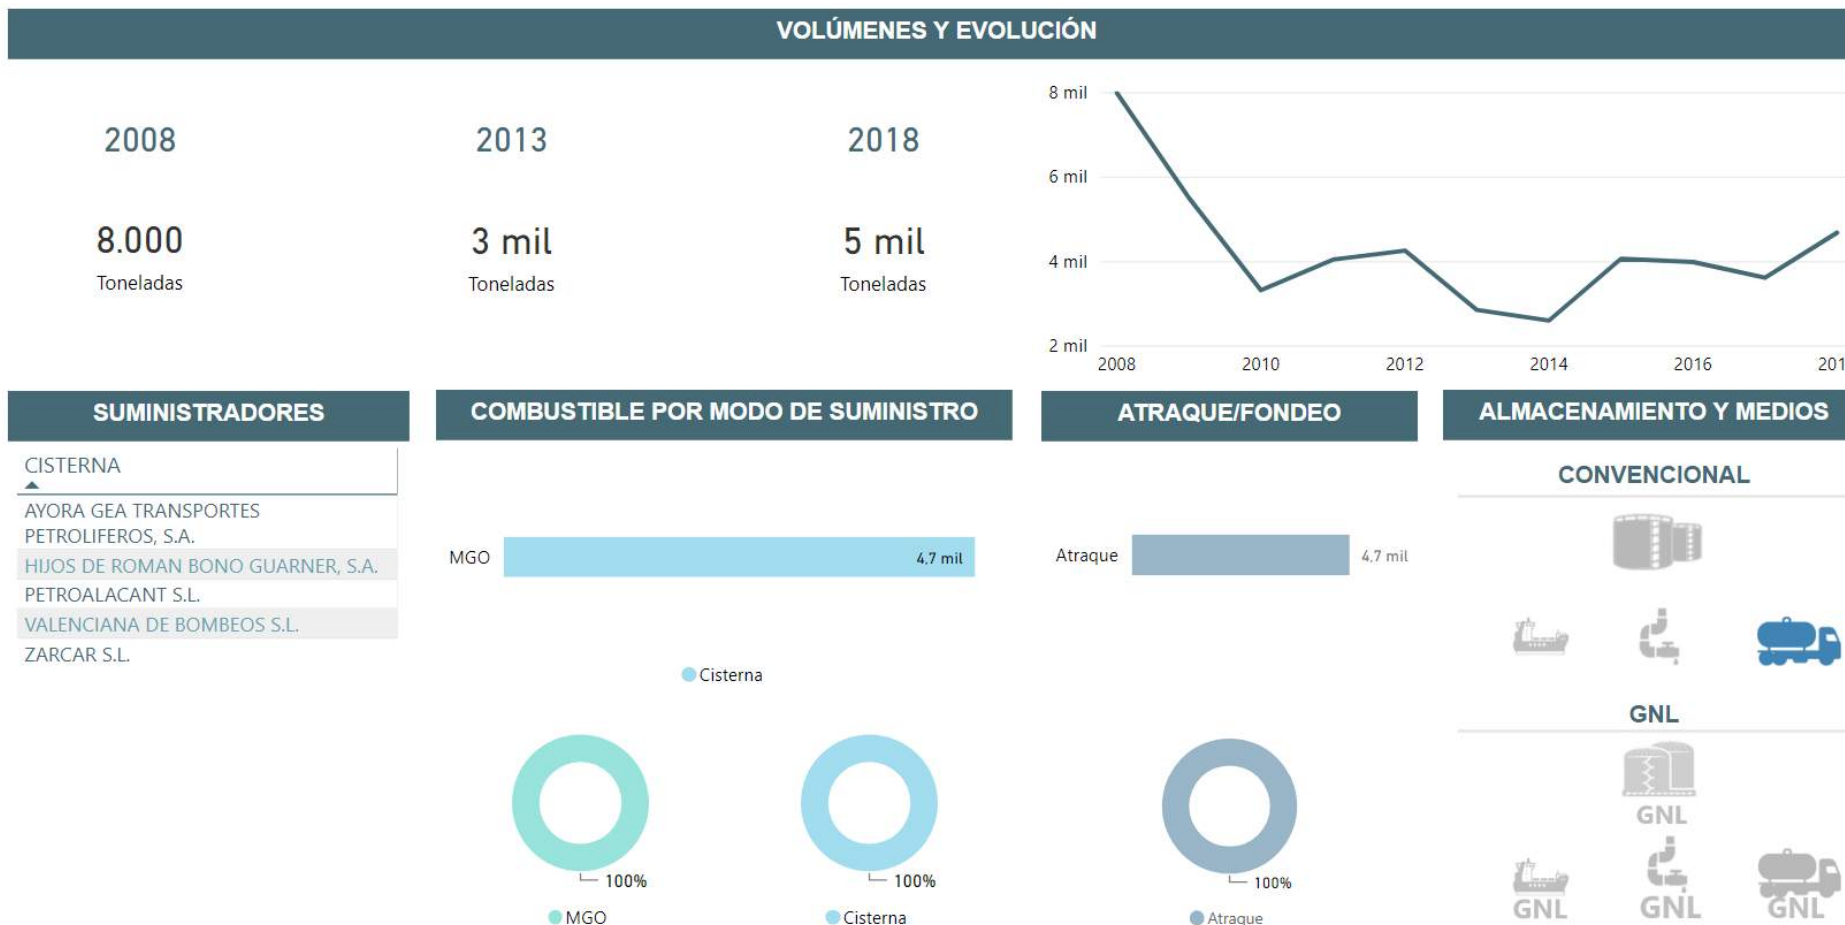 VOLÚMENES Y EVOLUCIÓN
2008
2013
2018
8.000
3 mil
5 mil
Toneladas
Toneladas
Toneladas
8 mil
6 mil
4 mil
2 mil
2008
2010
2012
2014
2016
201
SUMINISTRADORES
CISTERNA
AYORA GEA TRANSPORTES
PETROLIFEROS, S.A.
HIJOS DE ROMAN BONO GUARNER, S.A.
PETROALACANT S.L.
VALENCIANA DE BOMBEOS S.L.
ZARCAR S.L.
COMBUSTIBLE POR MODO DE SUMINISTRO
MGO
4,7 mil
Cisterna
100%
MGO
100%
Cisterna
ATRAQUE/FONDEO
Atraque
4,7 mil
100%
Atraque
ALMACENAMIENTO Y MEDIOS
CONVENCIONAL
GNL
GNL
GNL
GNL
GNL